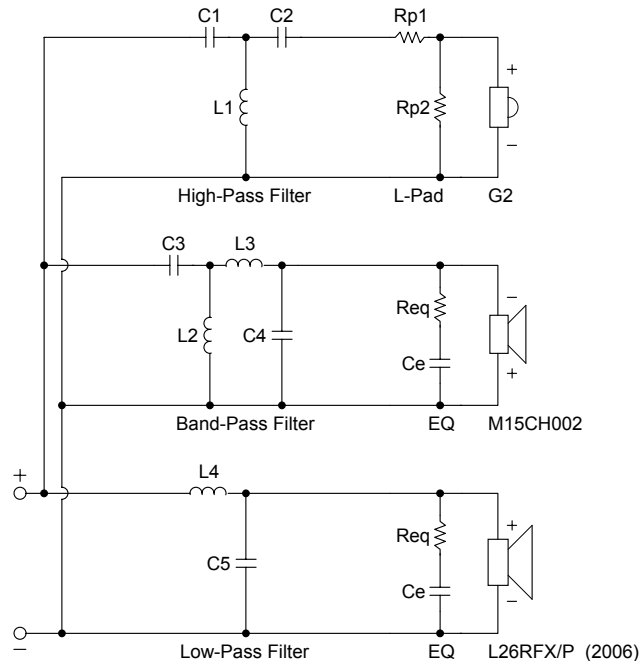 C1 C2 Rp1
L1 Rp2 + −
High-Pass Filter L-Pad G2
C3 L3
L2 C4 Req Ce − +
Band-Pass Filter EQ M15CH002
+ L4
C5 Req Ce + −
− Low-Pass Filter EQ L26RFX/P (2006)